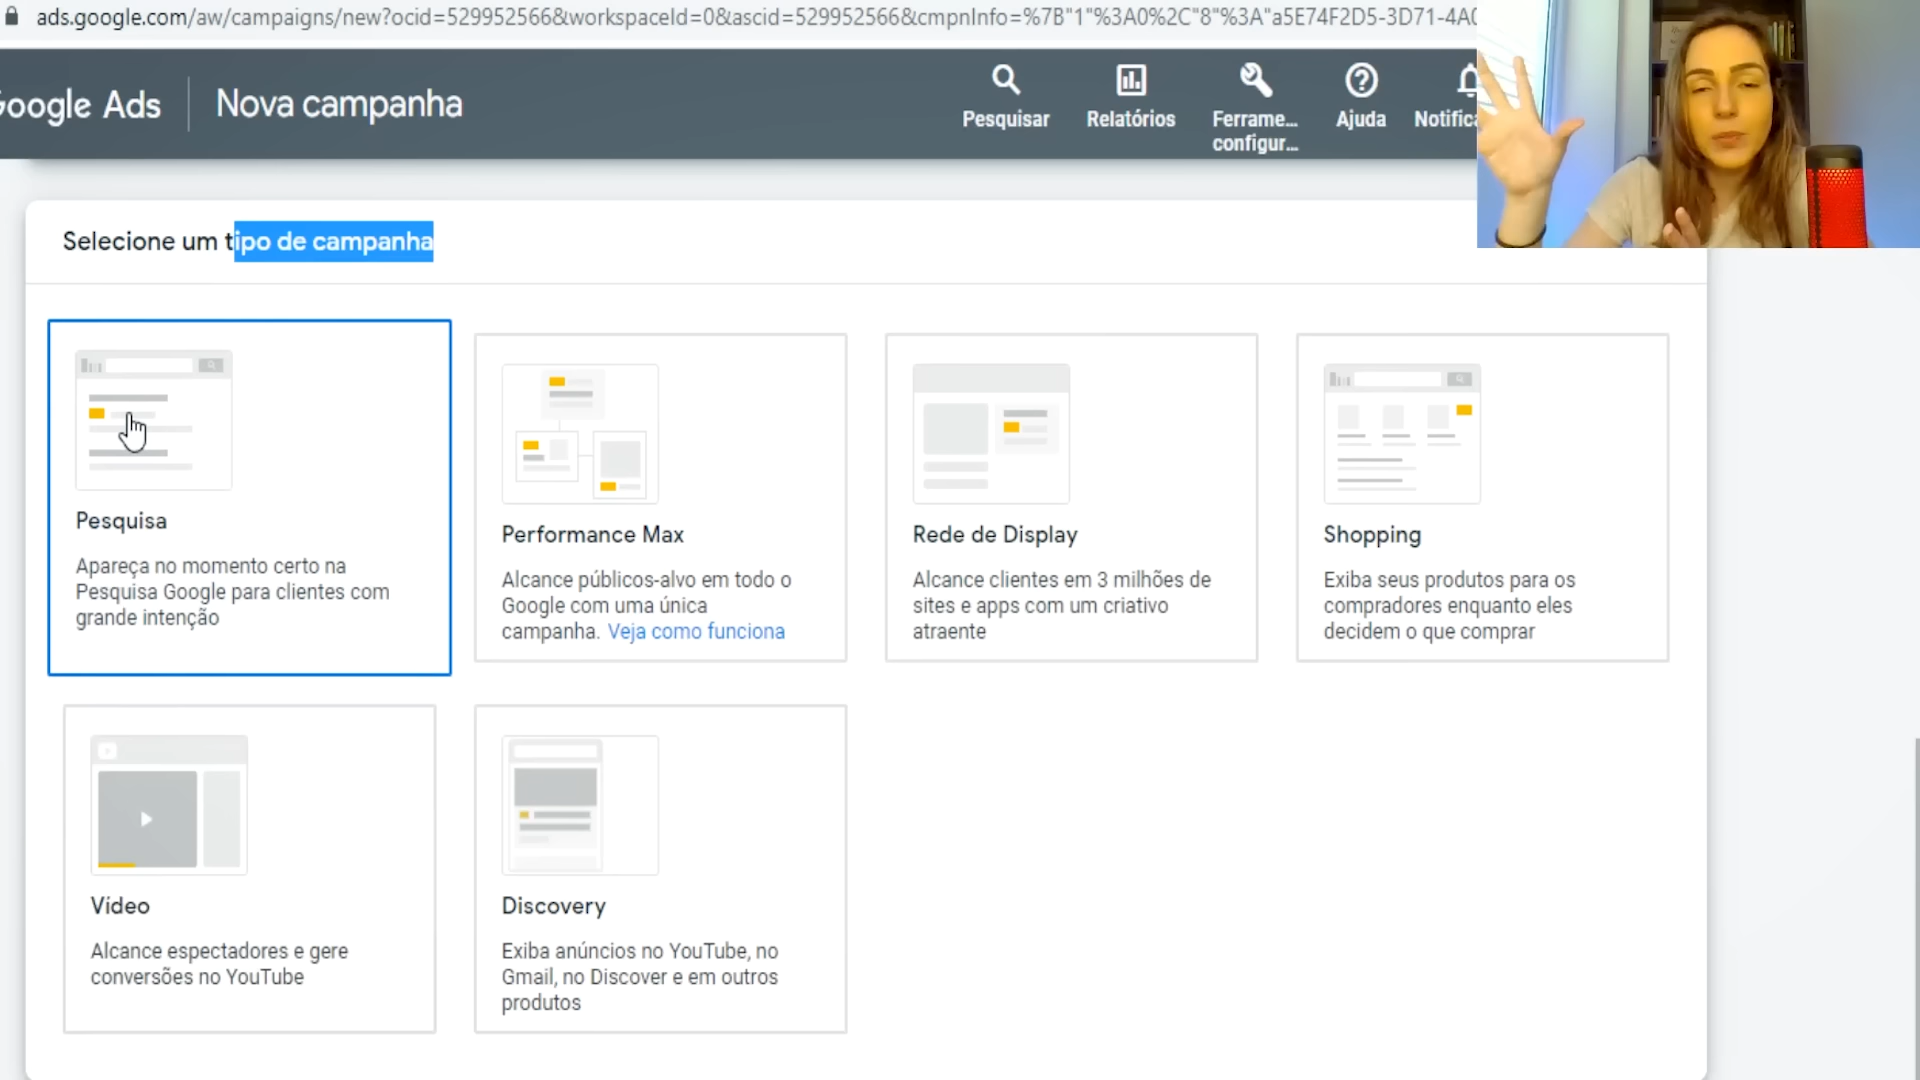 ads.google.com/aw/campaigns/new?ocid=529952566&workspaceId=0&ascid=529952566&cmpnInfo=%7B"1"%3A0%2C"8"%3A"a5E74F2D5-3D71-4A0
Google Ads
Nova campanha
Pesquisar
Relatórios
Ferrame...
configur...
Ajuda
Notifica
Selecione um tipo de campanha
Pesquisa
Apareça no momento certo na
Pesquisa Google para clientes com
grande intenção
Performance Max
Alcance públicos-alvo em todo o
Google com uma única
campanha. Veja como funciona
Rede de Display
Alcance clientes em 3 milhões de
sites e apps com um criativo
atraente
Shopping
Exiba seus produtos para os
compradores enquanto eles
decidem o que comprar
Vídeo
Alcance espectadores e gere
conversões no YouTube
Discovery
Exiba anúncios no YouTube, no
Gmail, no Discover e em outros
produtos